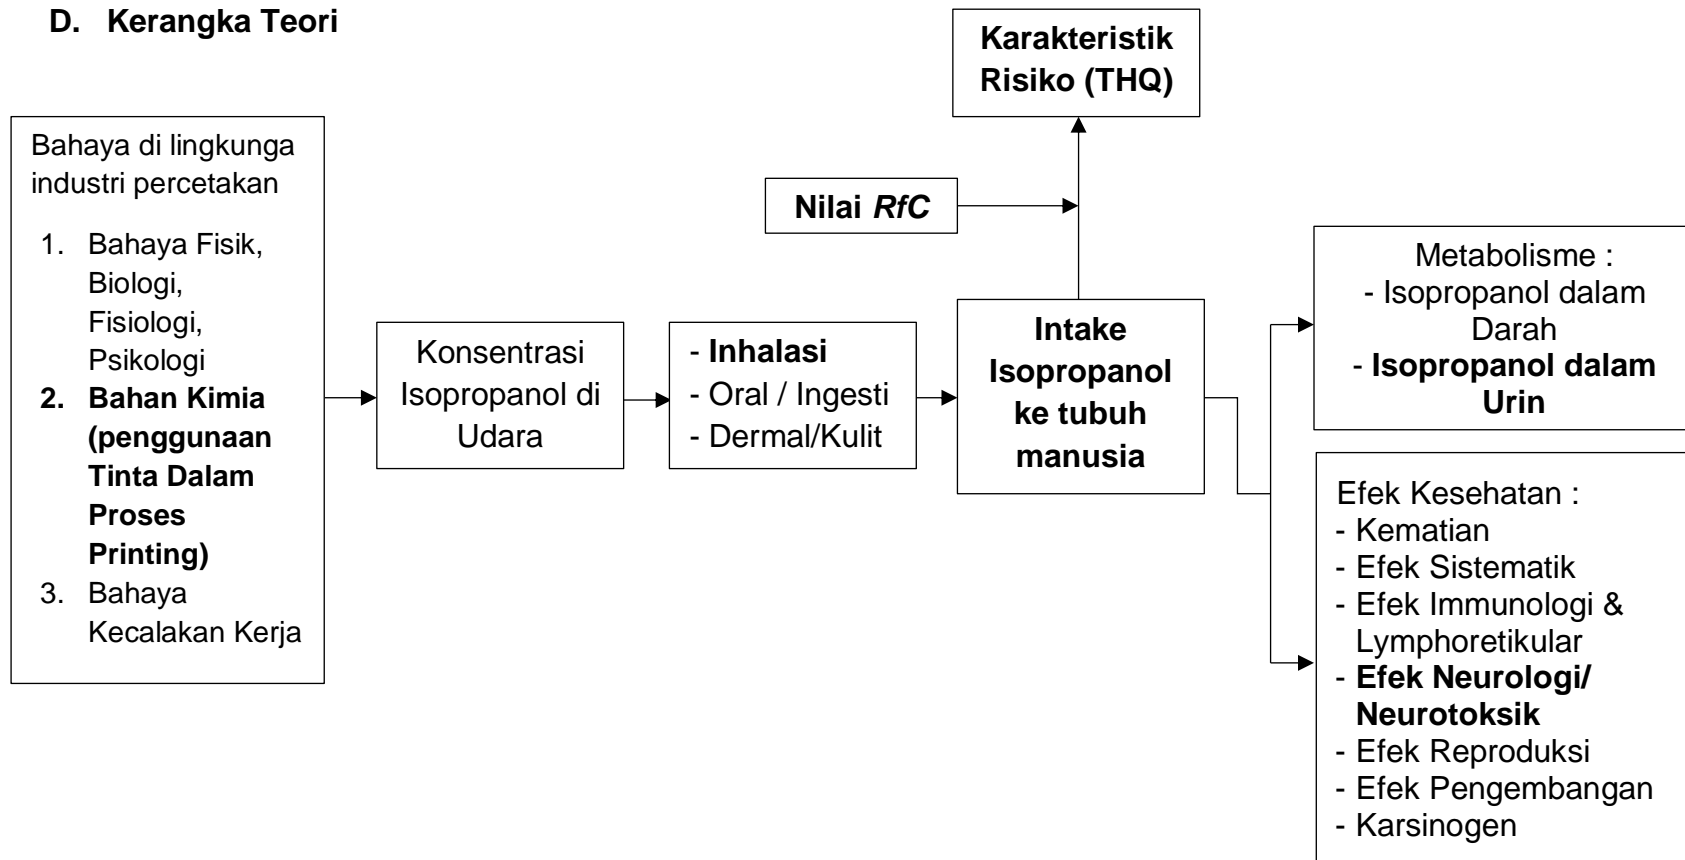 D. Kerangka Teori
Karakteristik
Risiko (THQ)
Bahaya di lingkunga
industri percetakan
1. Bahaya Fisik,
Biologi,
Fisiologi,
Psikologi
2. Bahan Kimia
(penggunaan
Tinta Dalam
Proses
Printing)
3. Bahaya
Kecalakan Kerja
Nilai RfC
Konsentrasi
Isopropanol di
Udara
- Inhalasi
- Oral / Ingesti
- Dermal/Kulit
Intake
Isopropanol
ke tubuh
manusia
Metabolisme :
- Isopropanol dalam
Darah
- Isopropanol dalam
Urin
Efek Kesehatan :
- Kematian
- Efek Sistematik
- Efek Immunologi &
Lymphoretikular
- Efek Neurologi/
Neurotoksik
- Efek Reproduksi
- Efek Pengembangan
- Karsinogen